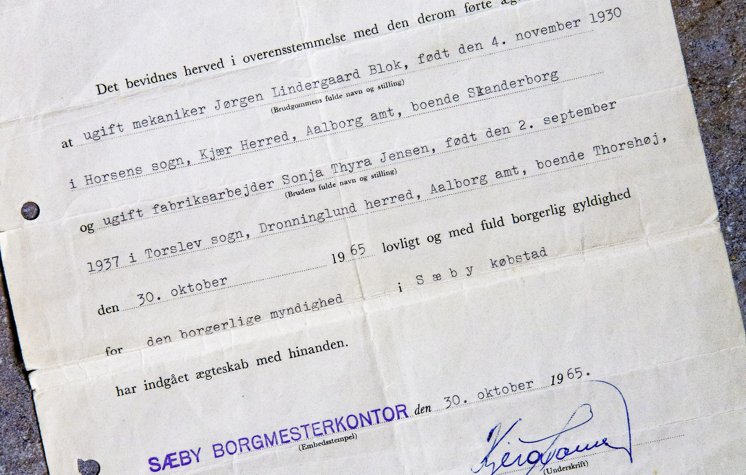 Det bevidnes herved i overensstemmelse med den derom førte
at ugift mekaniker Jørgen Lindergaard Blok, født den 4. november 1930
(Brudgommens fulde navn og stilling)
i Horsens sogn, Kjær Herred, Aalborg amt, boende Skanderborg
og ugift fabriksarbejder Sonja Thyra Jensen, født den 2. september
(Brudens fulde navn og stilling)
1937 i Torslev sogn, Dronninglund herred, Aalborg amt, boende Thorshøj,
den 30. oktober 1965 lovligt og med fuld borgerlig gyldighed
for den borgerlige myndighed i Sæby købstad
har indgået ægteskab med hinanden.
SÆBY BORGMESTERKONTOR den 30. oktober 1965.
(Embedsstempel)
(Underskrift)